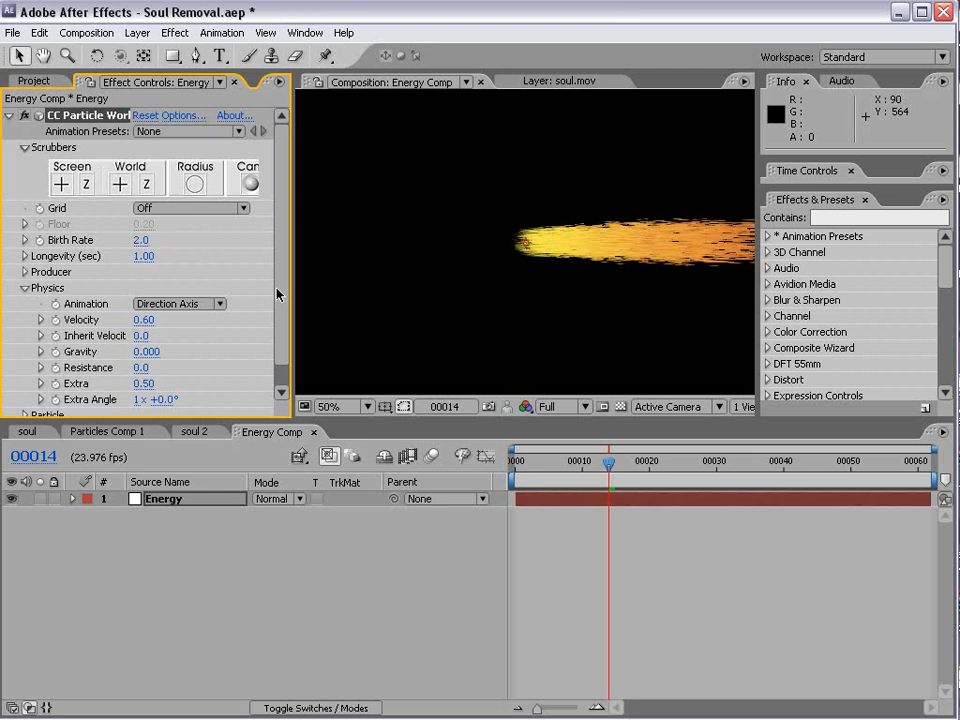 Adobe After Effects - Soul Removal.aep *
File Edit Composition Layer Effect Animation View Window Help
Workspace: Standard
Project Effect Controls: Energy
Energy Comp * Energy
CC Particle Worl Reset Options... About...
Animation Presets: None
Scrubbers
Screen World Radius Can
Z Z
Grid Off
Floor 0.20
Birth Rate 2.0
Longevity (sec) 1.00
Producer
Physics
Animation Direction Axis
Velocity 0.60
Inherit Velocit 0.0
Gravity 0.000
Resistance 0.0
Extra 0.50
Extra Angle 1 x +0.0°
Particle
Composition: Energy Comp Layer: soul.mov
50% 00014 Full Active Camera 1 Vie
Info Audio
R: X: 90
G: Y: 564
B:
A: 0
Time Controls
Effects & Presets
Contains:
* Animation Presets
3D Channel
Audio
Avidion Media
Blur & Sharpen
Channel
Color Correction
Composite Wizard
DFT 55mm
Distort
Expression Controls
soul Particles Comp 1 soul 2 Energy Comp
00014 (23.976 fps)
0000 00010 00020 00030 00040 00050 00060
# Source Name Mode T TrkMat Parent
1 Energy Normal None
Toggle Switches / Modes